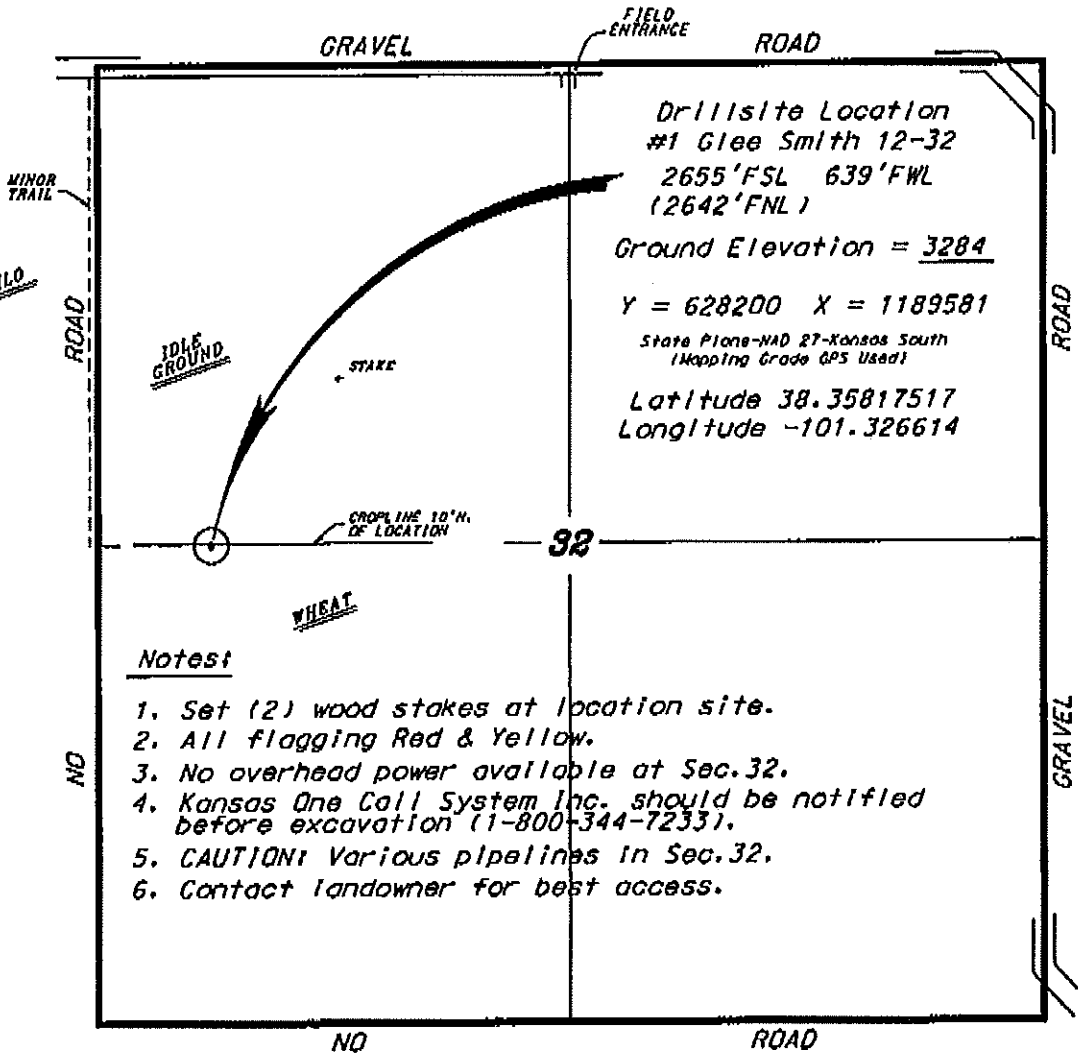 FIELD
ENTRANCE
GRAVEL ROAD
Drillsite Location
#1 Glee Smith 12-32
2655'FSL 639'FWL
(2642'FNL)
Ground Elevation = 3284
Y = 628200 X = 1189581
State Plane-NAD 27-Kansas South
(Mapping Grade GPS Used)
Latitude 38.35817517
Longitude -101.326614
MINOR
TRAIL
ROAD
ROAD
IDLE
GROUND
+ STAKE
CROPLINE 10'N.
OF LOCATION
32
WHEAT
Notes:
1. Set (2) wood stakes at location site.
2. All flagging Red & Yellow.
3. No overhead power available at Sec.32.
4. Kansas One Call System Inc. should be notified
before excavation (1-800-344-7233).
5. CAUTION: Various pipelines in Sec.32.
6. Contact landowner for best access.
NO
GRAVEL
NO ROAD